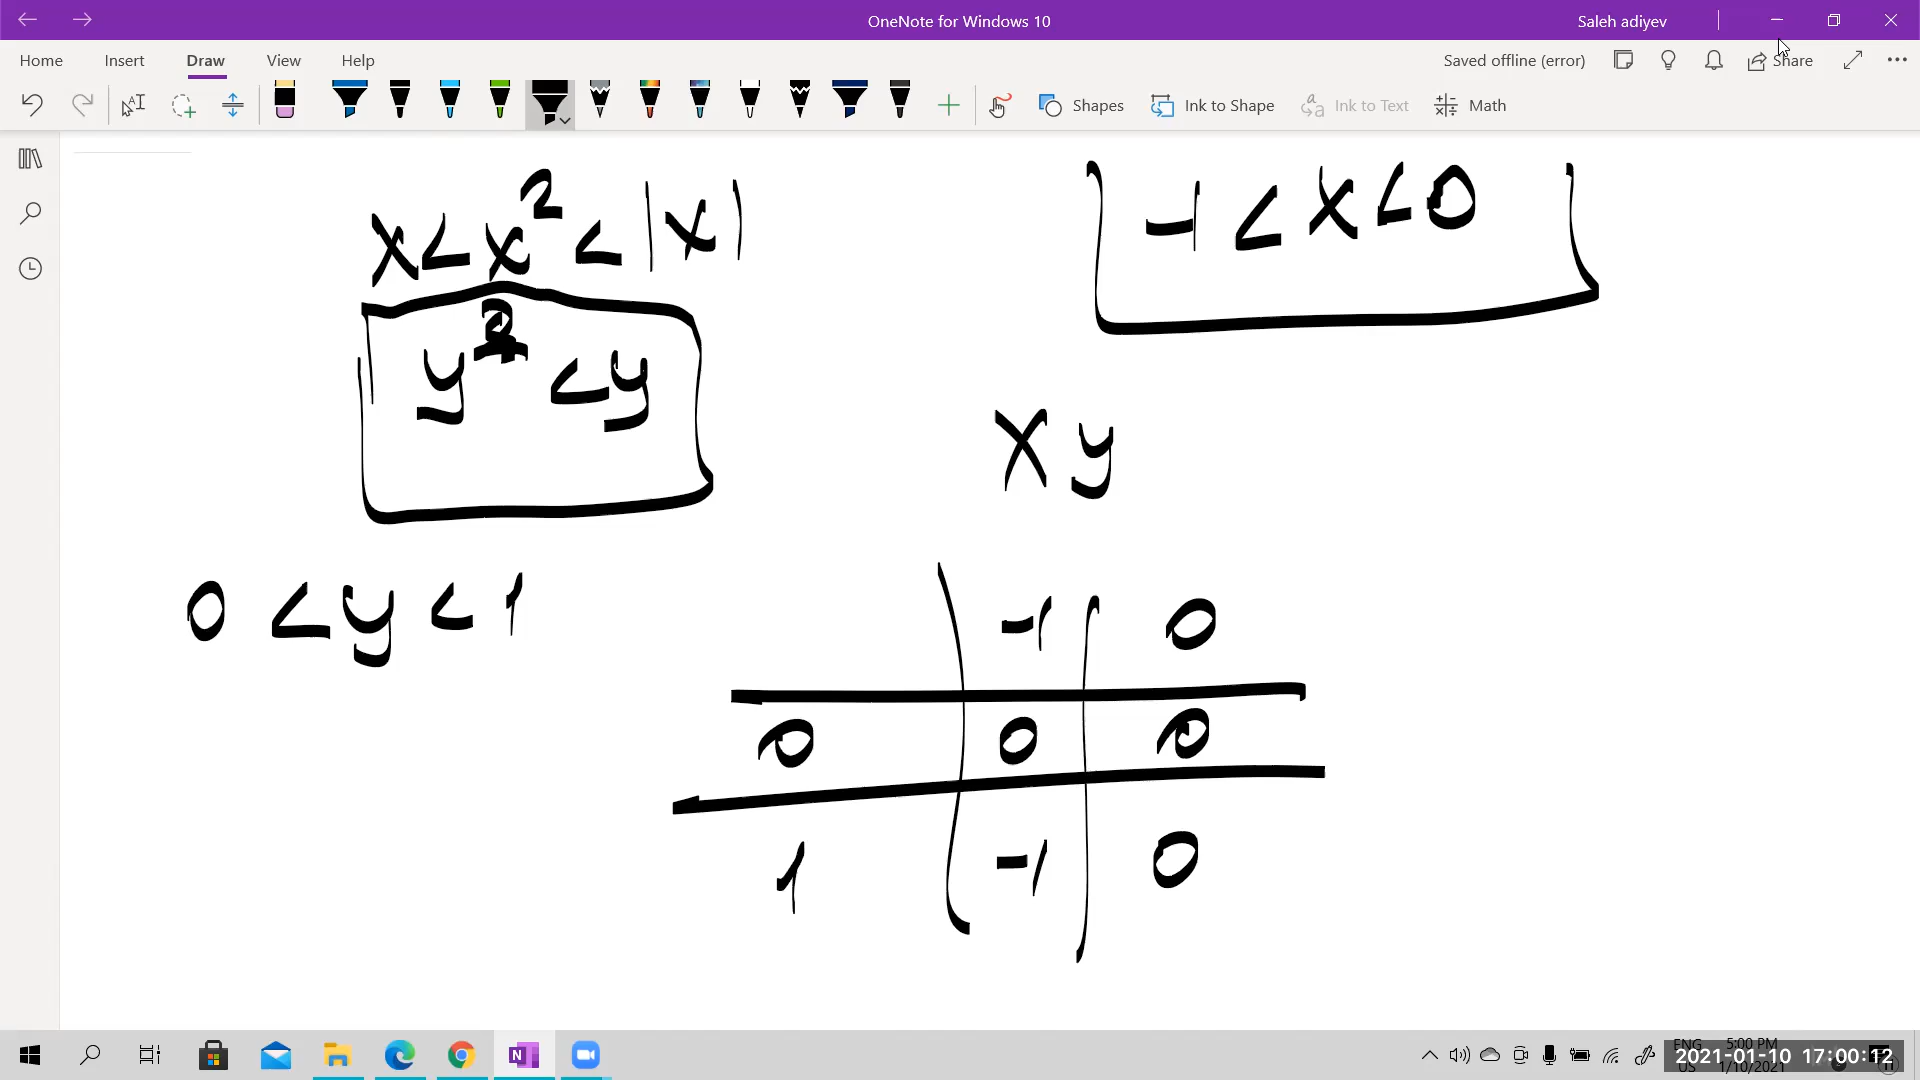 OneNote for Windows 10
Saleh adiyev
Home Insert Draw View Help
Saved offline (error)
Share
Shapes
Ink to Shape
Ink to Text
Math
x<x²<|x|
-1<x<0
y²<y
xy
0<y<1
-1 0
0 0 0
1 -1 0
ENG
US
5:00 PM
1/10/2021
2021-01-10 17:00:12